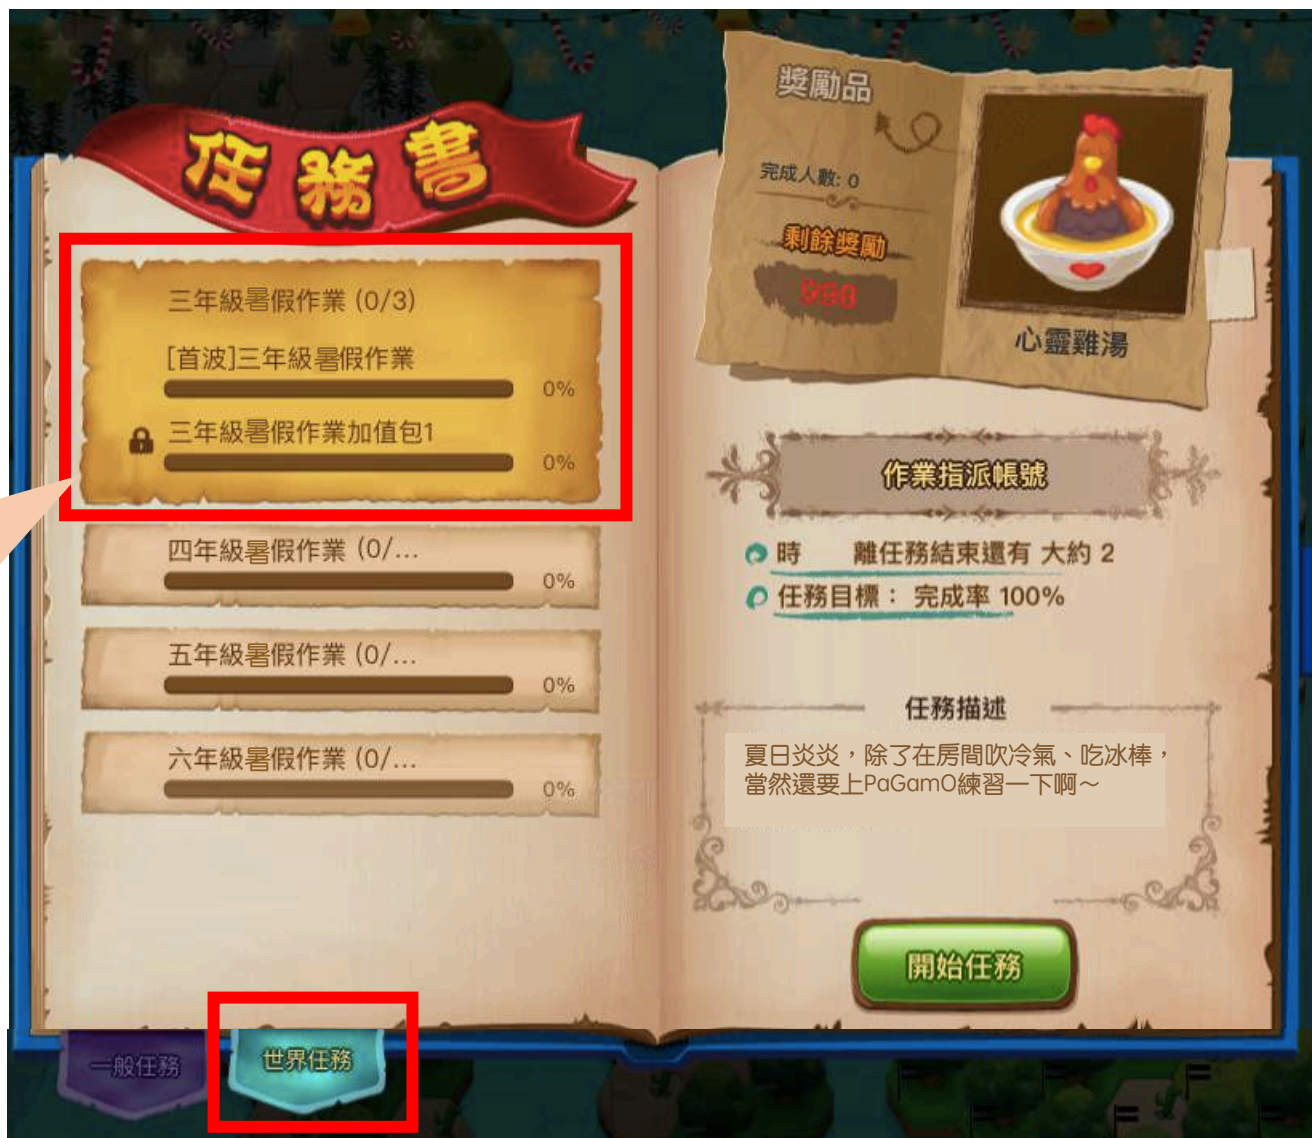 任務書
三年級暑假作業 (0/3)
[首波]三年級暑假作業
0%
三年級暑假作業加值包1
0%
四年級暑假作業 (0/...
0%
五年級暑假作業 (0/...
0%
六年級暑假作業 (0/...
0%
一般任務
世界任務
獎勵品
完成人數: 0
剩餘獎勵
998
心靈雞湯
作業指派帳號
時 離任務結束還有 大約 2
任務目標： 完成率 100%
任務描述
夏日炎炎，除了在房間吹冷氣、吃冰棒，
當然還要上PaGamO練習一下啊～
開始任務